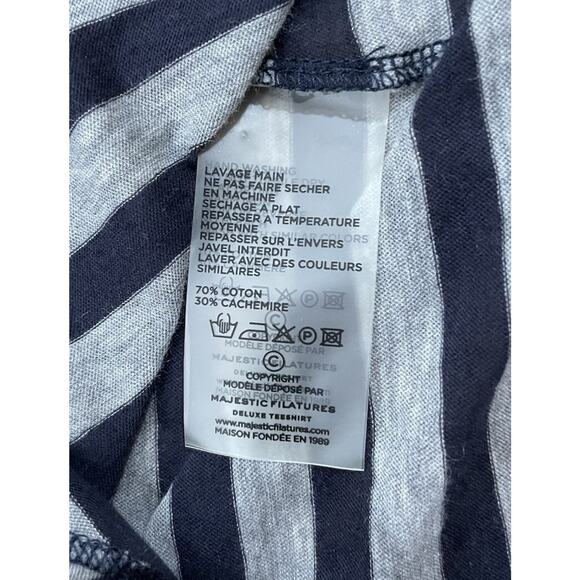 HAND WASHING
LAVAGE MAIN
NE PAS FAIRE SECHER
EN MACHINE
SECHAGE A PLAT
REPASSER A TEMPERATURE
MOYENNE
REPASSER SUR L'ENVERS
JAVEL INTERDIT
LAVER AVEC DES COULEURS
SIMILAIRES
70% COTON
30% CACHEMIRE
©
COPYRIGHT
MODÈLE DÉPOSÉ PAR
MAJESTIC FILATURES
DELUXE TEESHIRT
www.majesticfilatures.com
MAISON FONDÉE EN 1989